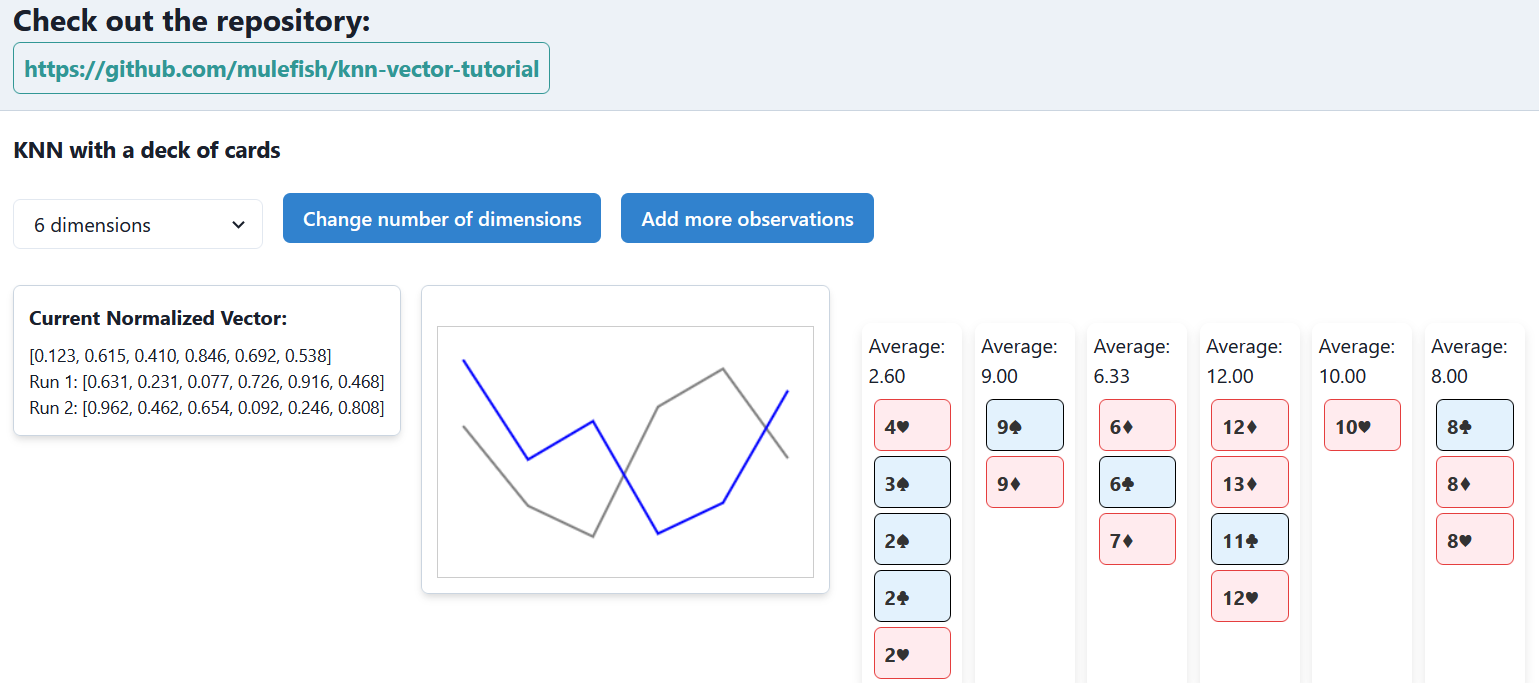 Check out the repository:
https://github.com/mulefish/knn-vector-tutorial
KNN with a deck of cards
6 dimensions
Change number of dimensions
Add more observations
Current Normalized Vector:
[0.123, 0.615, 0.410, 0.846, 0.692, 0.538]
Run 1: [0.631, 0.231, 0.077, 0.726, 0.916, 0.468]
Run 2: [0.962, 0.462, 0.654, 0.092, 0.246, 0.808]
Average:
2.60
4♥
3♠
2♠
2♣
2♥
Average:
9.00
9♠
9♦
Average:
6.33
6♦
6♣
7♦
Average:
12.00
12♦
13♦
11♣
12♥
Average:
10.00
10♥
Average:
8.00
8♣
8♦
8♥